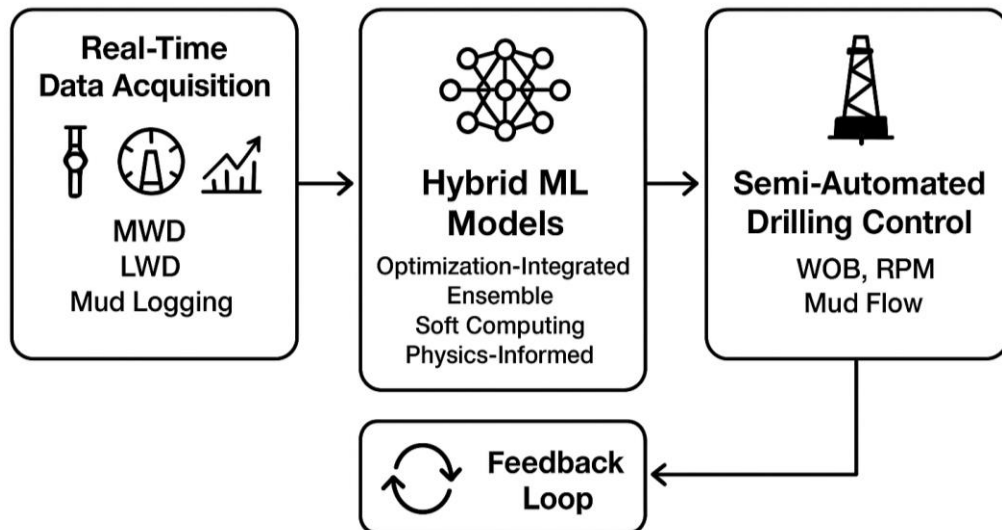 Real-Time
Data Acquisition
MWD
LWD
Mud Logging
Hybrid ML
Models
Optimization-Integrated
Ensemble
Soft Computing
Physics-Informed
Semi-Automated
Drilling Control
WOB, RPM
Mud Flow
Feedback
Loop